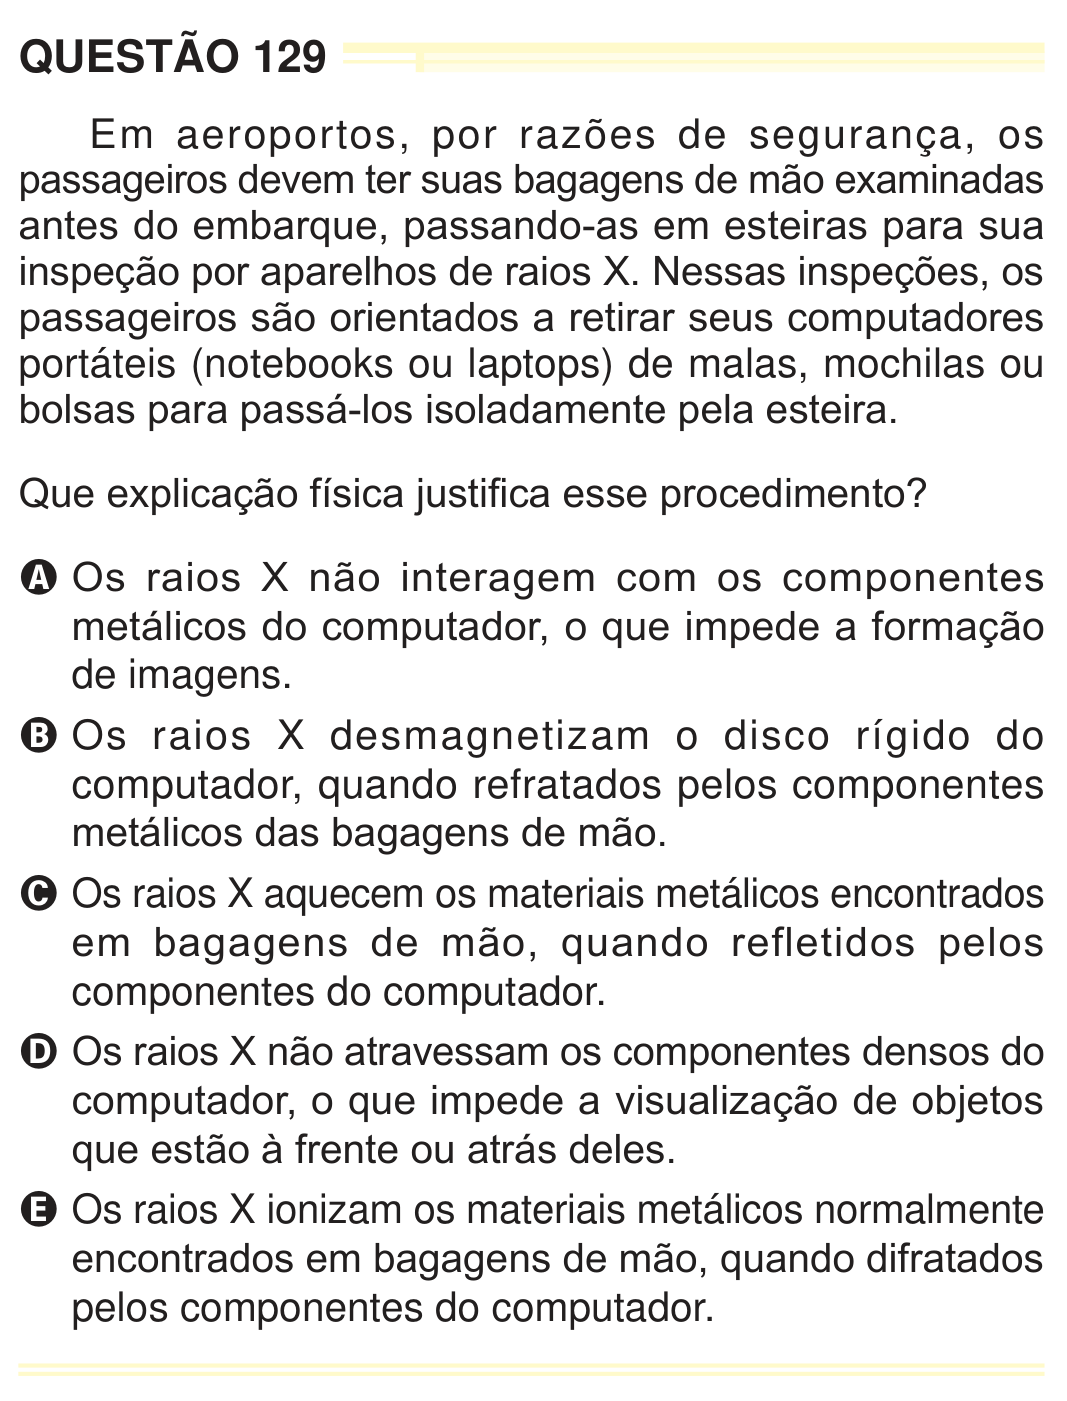 QUESTÃO 129
Em aeroportos, por razões de segurança, os
passageiros devem ter suas bagagens de mão examinadas
antes do embarque, passando-as em esteiras para sua
inspeção por aparelhos de raios X. Nessas inspeções, os
passageiros são orientados a retirar seus computadores
portáteis (notebooks ou laptops) de malas, mochilas ou
bolsas para passá-los isoladamente pela esteira.
Que explicação física justifica esse procedimento?
A Os raios X não interagem com os componentes
metálicos do computador, o que impede a formação
de imagens.
B Os raios X desmagnetizam o disco rígido do
computador, quando refratados pelos componentes
metálicos das bagagens de mão.
C Os raios X aquecem os materiais metálicos encontrados
em bagagens de mão, quando refletidos pelos
componentes do computador.
D Os raios X não atravessam os componentes densos do
computador, o que impede a visualização de objetos
que estão à frente ou atrás deles.
E Os raios X ionizam os materiais metálicos normalmente
encontrados em bagagens de mão, quando difratados
pelos componentes do computador.